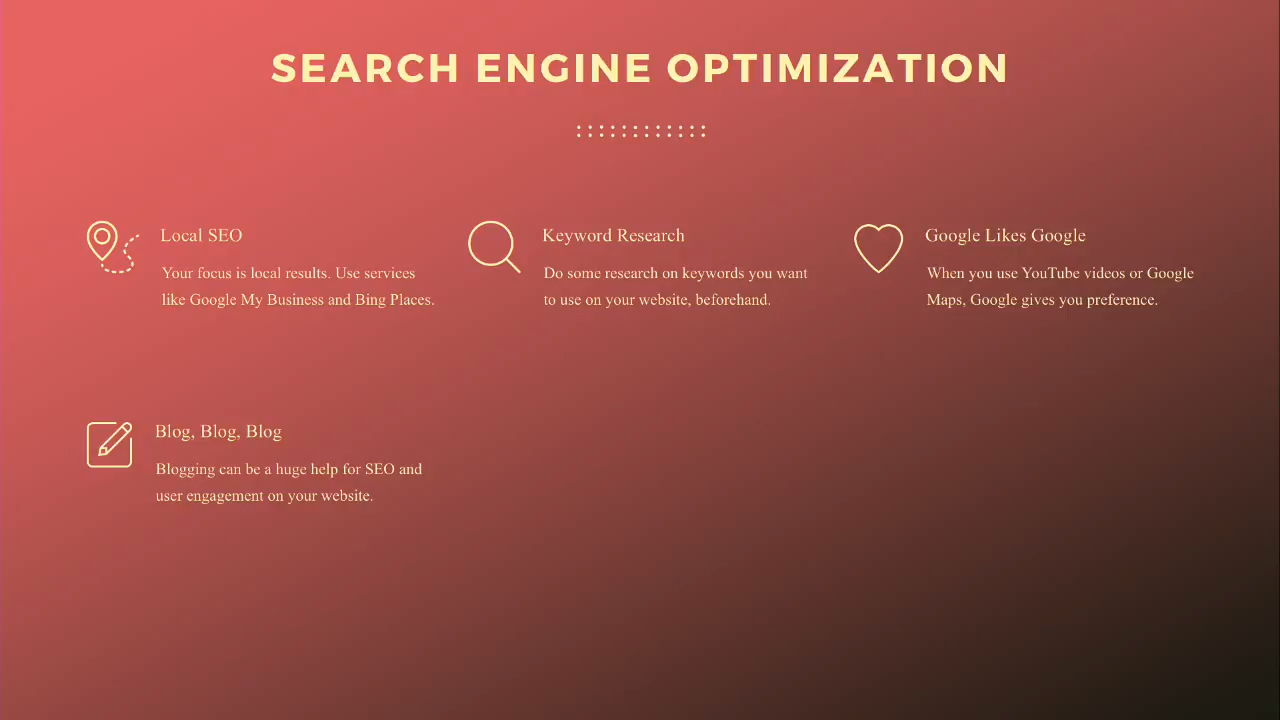 SEARCH ENGINE OPTIMIZATION
Local SEO
Your focus is local results. Use services
like Google My Business and Bing Places.
Keyword Research
Do some research on keywords you want
to use on your website, beforehand.
Google Likes Google
When you use YouTube videos or Google
Maps, Google gives you preference.
Blog, Blog, Blog
Blogging can be a huge help for SEO and
user engagement on your website.